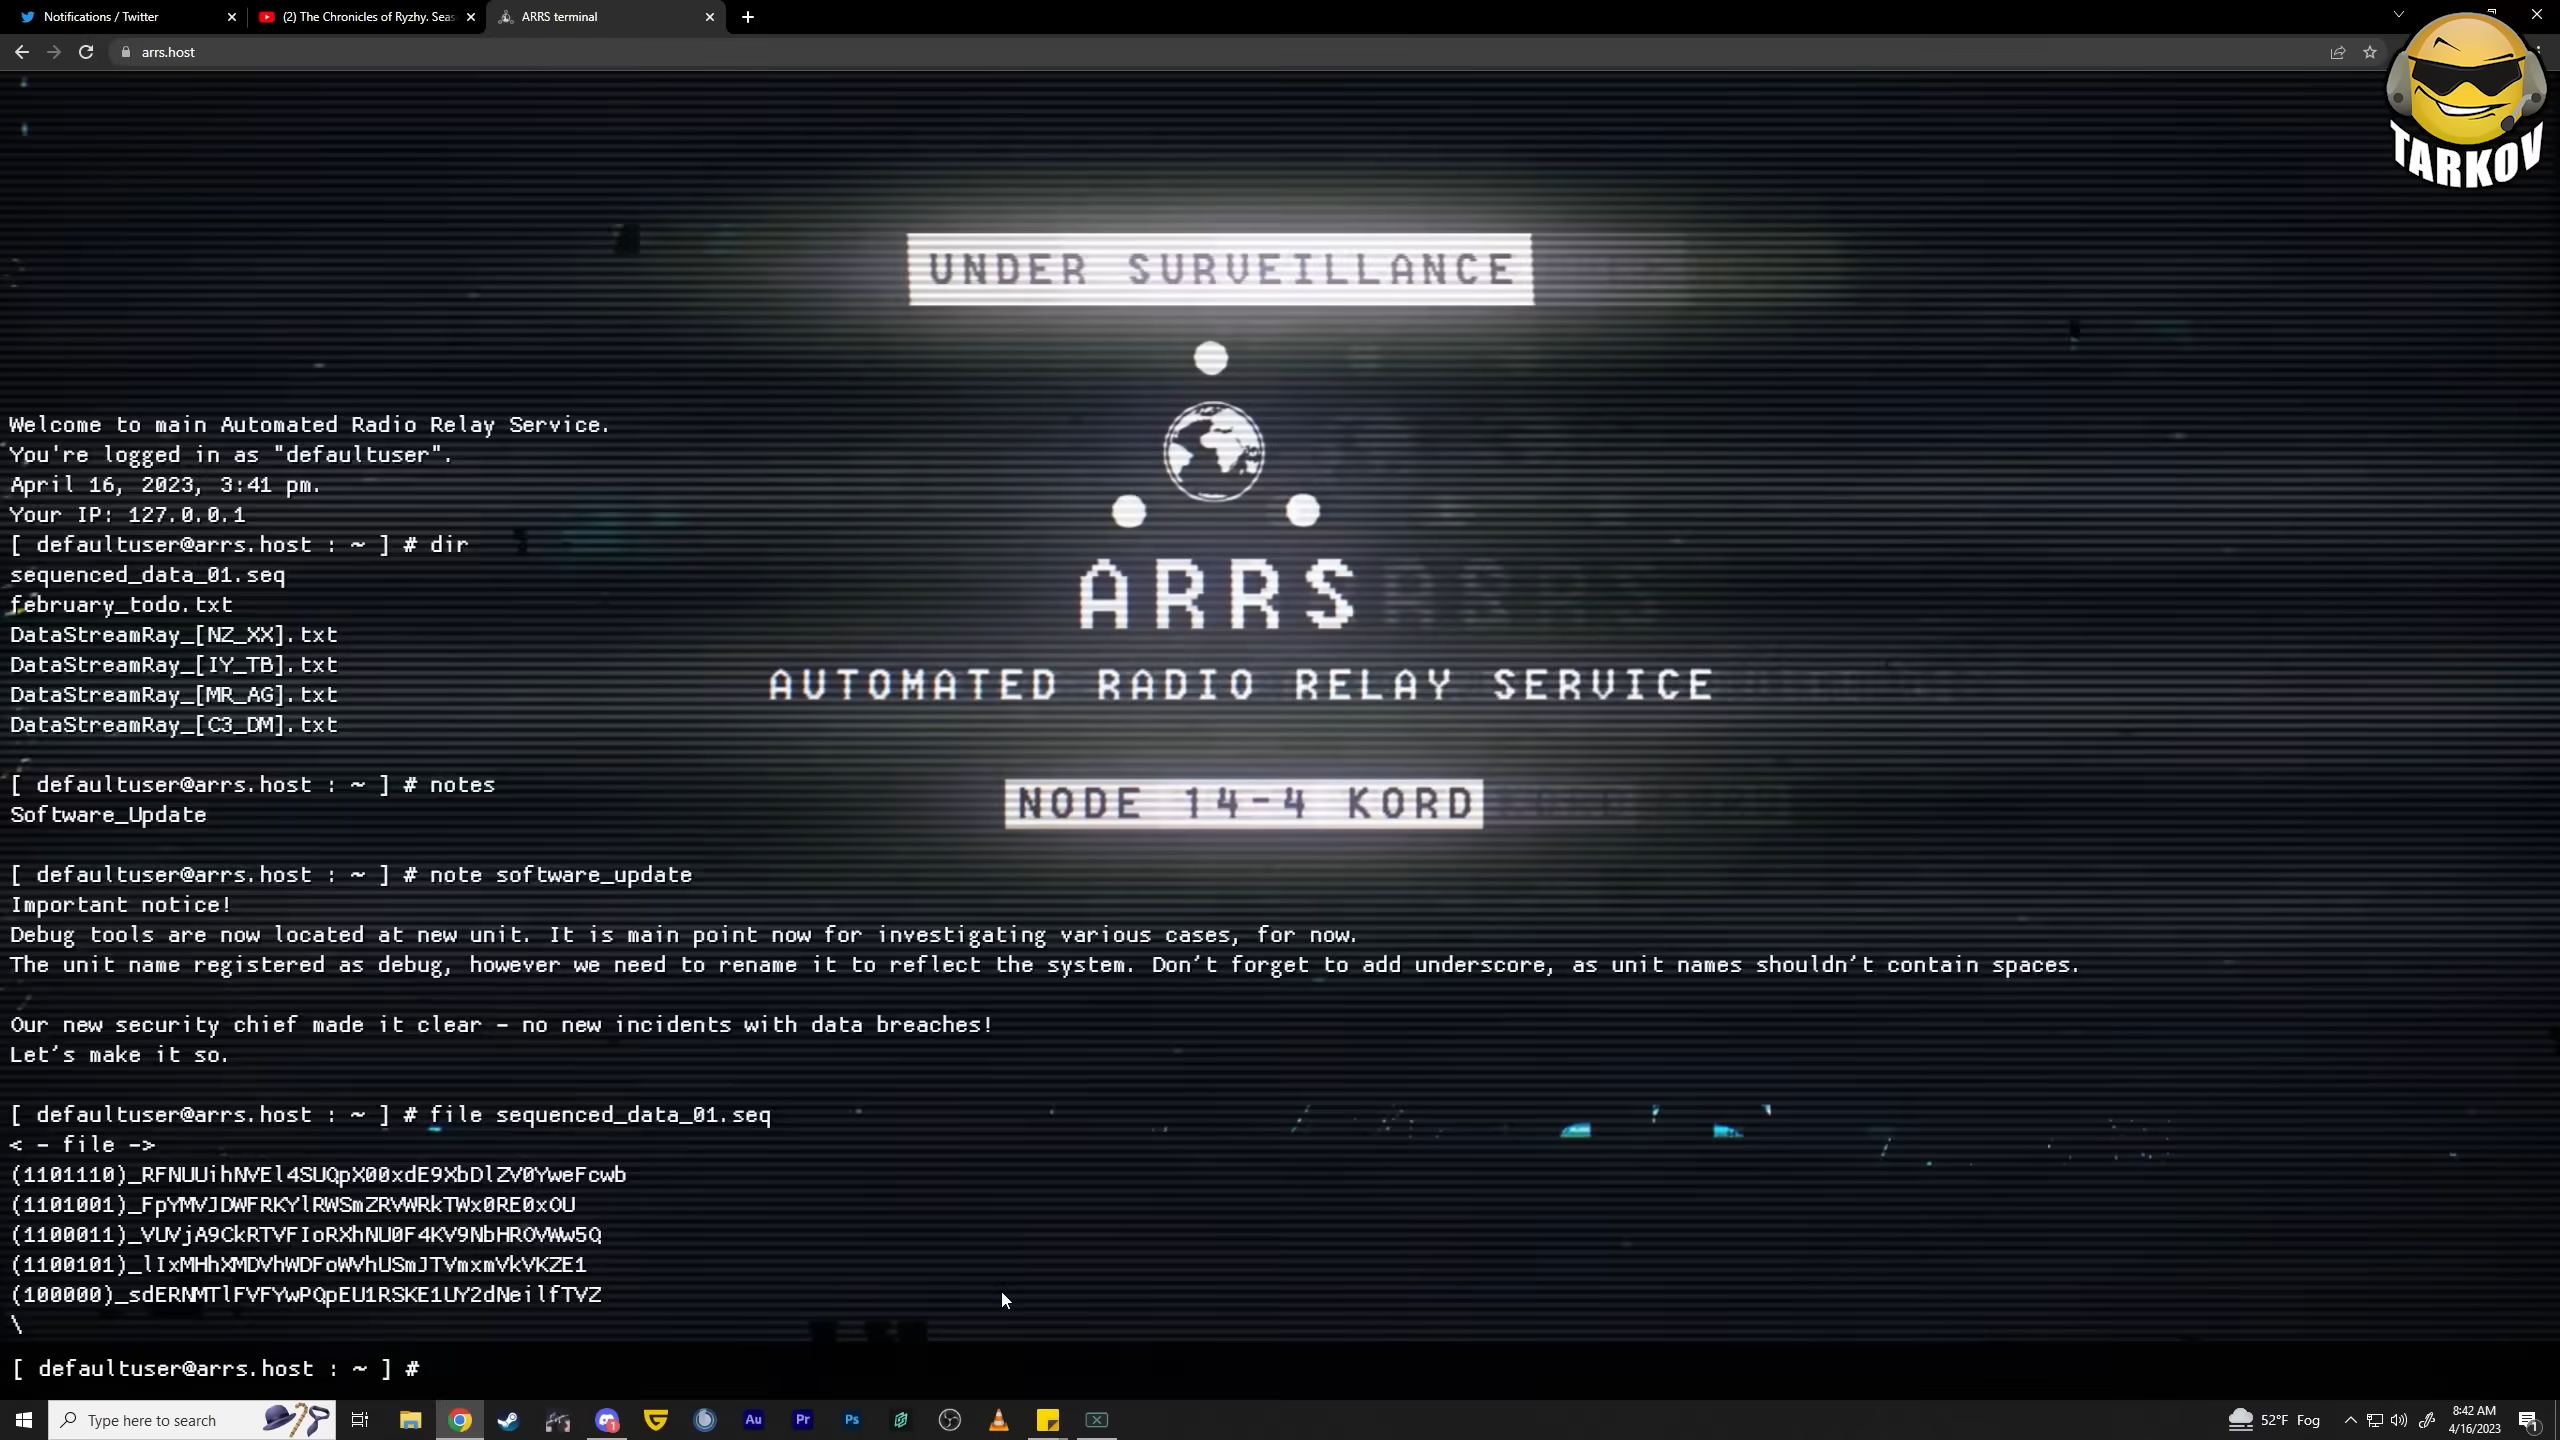 Notifications / Twitter
(2) The Chronicles of Ryzhy. Seas
ARRS terminal
arrs.host
TARKOV
UNDER SURVEILLANCE
ARRS
AUTOMATED RADIO RELAY SERVICE
NODE 14-4 KORD
Welcome to main Automated Radio Relay Service.
You're logged in as "defaultuser".
April 16, 2023, 3:41 pm.
Your IP: 127.0.0.1
[ defaultuser@arrs.host : ~ ] # dir
sequenced_data_01.seq
february_todo.txt
DataStreamRay_[NZ_XX].txt
DataStreamRay_[IY_TB].txt
DataStreamRay_[MR_AG].txt
DataStreamRay_[C3_DM].txt
[ defaultuser@arrs.host : ~ ] # notes
Software_Update
[ defaultuser@arrs.host : ~ ] # note software_update
Important notice!
Debug tools are now located at new unit. It is main point now for investigating various cases, for now.
The unit name registered as debug, however we need to rename it to reflect the system. Don’t forget to add underscore, as unit names shouldn’t contain spaces.
Our new security chief made it clear – no new incidents with data breaches!
Let’s make it so.
[ defaultuser@arrs.host : ~ ] # file sequenced_data_01.seq
< - file ->
(1101110)_RFNUUihNVEl4SUQpX00xdE9XbDlZV0YweFcwb
(1101001)_FpYMVJDWFRKYlRWSmZRVWRkTWx0RE0xOU
(1100011)_VUVjA9CkRTVFIoRXhNU0F4KV9NbHROVWw5Q
(1100101)_lIxMHhXMDVhWDFoWVhUSmJTVmxmVkVKZE1
(100000)_sdERNMTlFVFYwPQpEU1RSKE1UY2dNeilfTVZ
\
[ defaultuser@arrs.host : ~ ] #
Type here to search
Au
Pr
Ps
52°F Fog
8:42 AM
4/16/2023